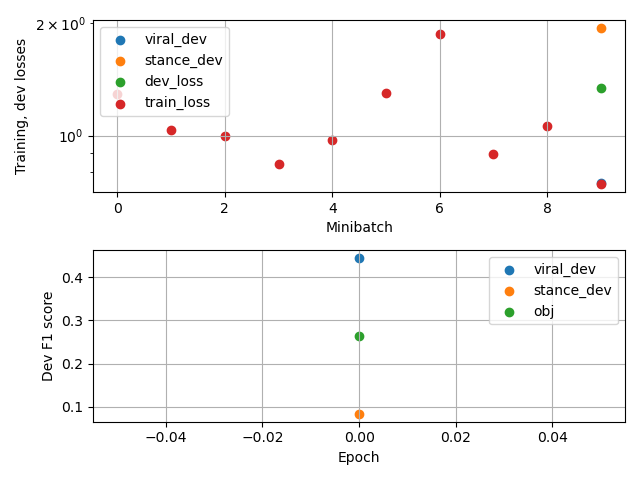 2 × 10⁰
10⁰
Training, dev losses
viral_dev
stance_dev
dev_loss
train_loss
0 2 4 6 8
Minibatch
0.4
0.3
0.2
0.1
Dev F1 score
viral_dev
stance_dev
obj
−0.04 −0.02 0.00 0.02 0.04
Epoch